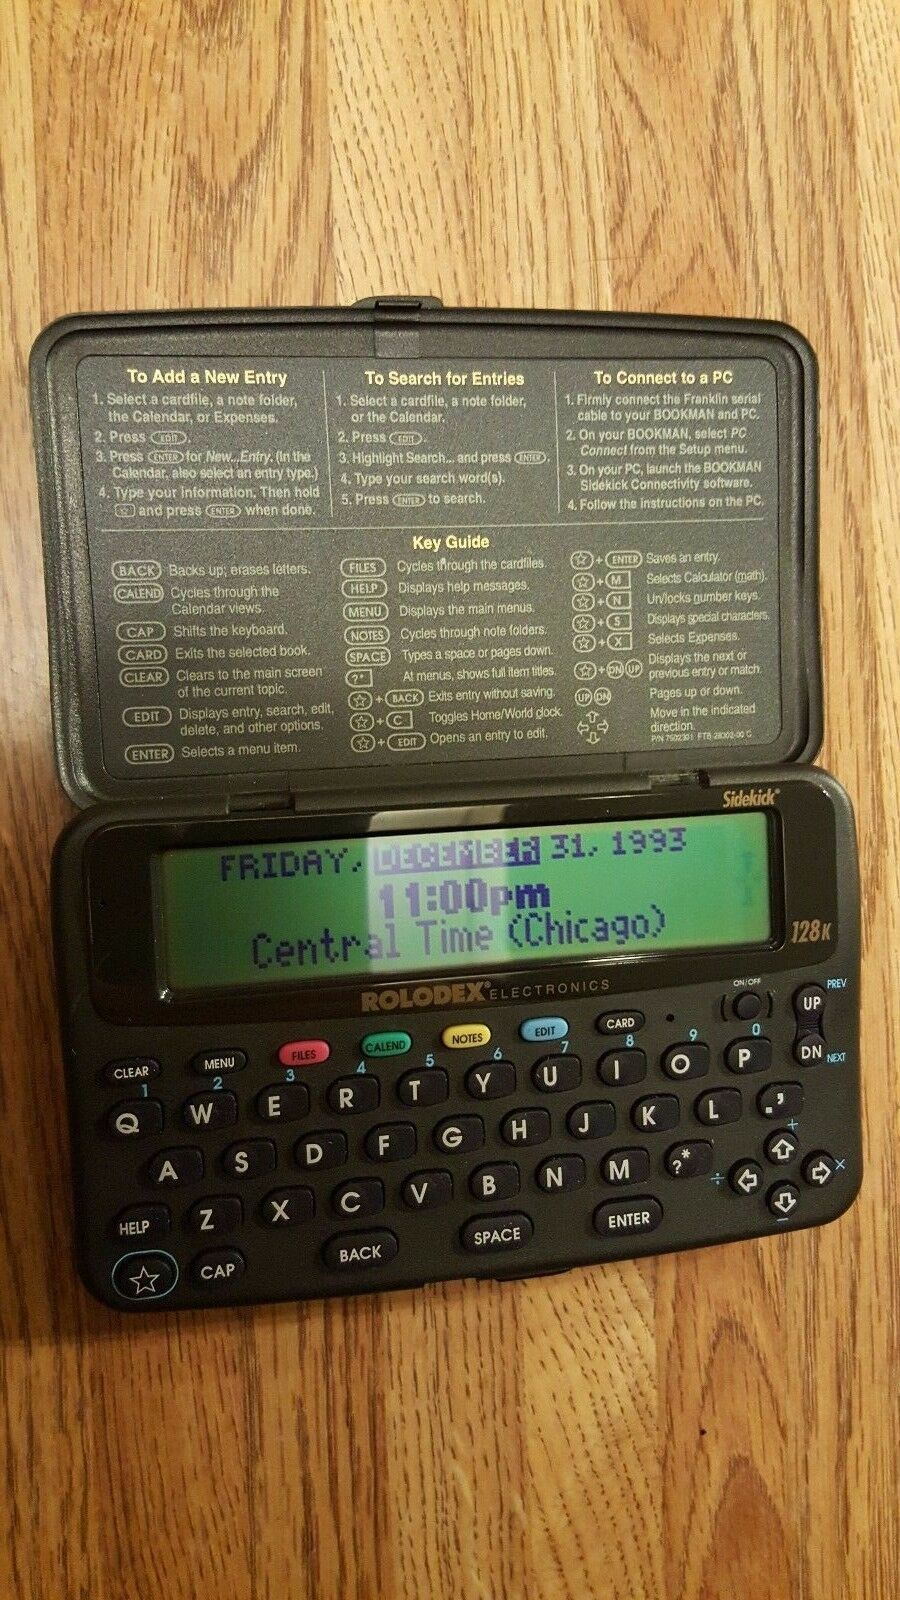 To Add a New Entry
1. Select a cardfile, a note folder,
the Calendar, or Expenses.
2. Press EDIT.
3. Press ENTER for New...Entry. (In the
Calendar, also select an entry type.)
4. Type your information. Then hold
☆ and press ENTER when done.
To Search for Entries
1. Select a cardfile, a note folder,
or the Calendar.
2. Press EDIT.
3. Highlight Search... and press ENTER.
4. Type your search word(s).
5. Press ENTER to search.
To Connect to a PC
1. Firmly connect the Franklin serial
cable to your BOOKMAN and PC.
2. On your BOOKMAN, select PC
Connect from the Setup menu.
3. On your PC, launch the BOOKMAN
Sidekick Connectivity software.
4. Follow the instructions on the PC.
Key Guide
BACK Backs up; erases letters.
CALEND Cycles through the
Calendar views.
CAP Shifts the keyboard.
CARD Exits the selected book.
CLEAR Clears to the main screen
of the current topic.
EDIT Displays entry, search, edit,
delete, and other options.
ENTER Selects a menu item.
FILES Cycles through the cardfiles.
HELP Displays help messages.
MENU Displays the main menus.
NOTES Cycles through note folders.
SPACE Types a space or pages down.
?* At menus, shows full item titles.
☆ + BACK Exits entry without saving.
☆ + C Toggles Home/World clock.
☆ + EDIT Opens an entry to edit.
☆ + ENTER Saves an entry.
☆ + M Selects Calculator (math).
☆ + N Un/locks number keys.
☆ + S Displays special characters.
☆ + X Selects Expenses.
☆ + DN UP Displays the next or
previous entry or match.
UP DN Pages up or down.
Move in the indicated
direction.
P/N 7502301 FTB-28002-00 C
Sidekick®
FRIDAY, DECEMBER 31, 1993
11:00pm
Central Time (Chicago)
128K
ROLODEX® ELECTRONICS
ON/OFF
PREV
UP
CLEAR MENU FILES CALEND NOTES EDIT CARD
DN NEXT
1 2 3 4 5 6 7 8 9 0
Q W E R T Y U I O P
A S D F G H J K L .,
+
HELP Z X C V B N M ?*
÷ ×
-
☆ CAP BACK SPACE ENTER